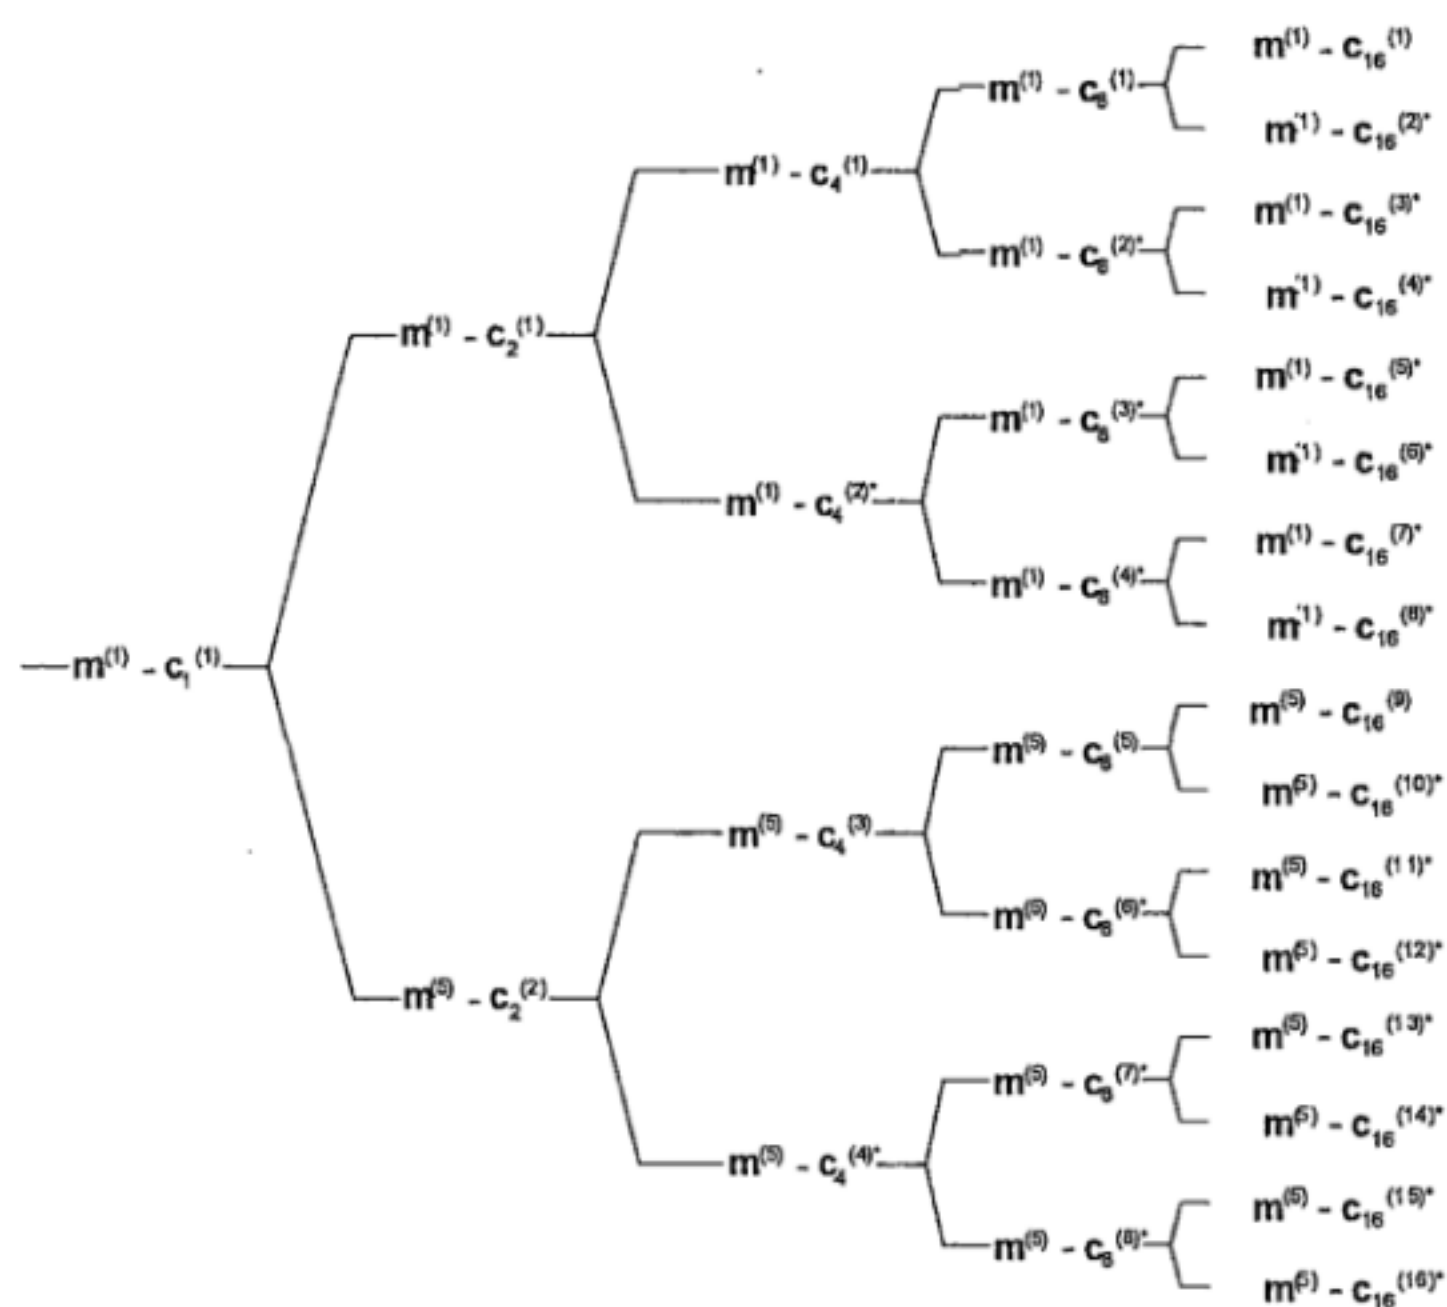 m(1) - c16(1)
m(1) - c8(1)
m(1) - c16(2)*
m(1) - c4(1)
m(1) - c16(3)*
m(1) - c8(2)*
m(1) - c16(4)*
m(1) - c2(1)
m(1) - c16(5)*
m(1) - c8(3)*
m(1) - c16(6)*
m(1) - c4(2)*
m(1) - c16(7)*
m(1) - c8(4)*
m(1) - c16(8)*
m(1) - c1(1)
m(5) - c16(9)
m(5) - c8(5)
m(5) - c16(10)*
m(5) - c4(3)
m(5) - c16(11)*
m(5) - c8(6)*
m(5) - c16(12)*
m(5) - c2(2)
m(5) - c16(13)*
m(5) - c8(7)*
m(5) - c16(14)*
m(5) - c4(4)*
m(5) - c16(15)*
m(5) - c8(8)*
m(5) - c16(16)*